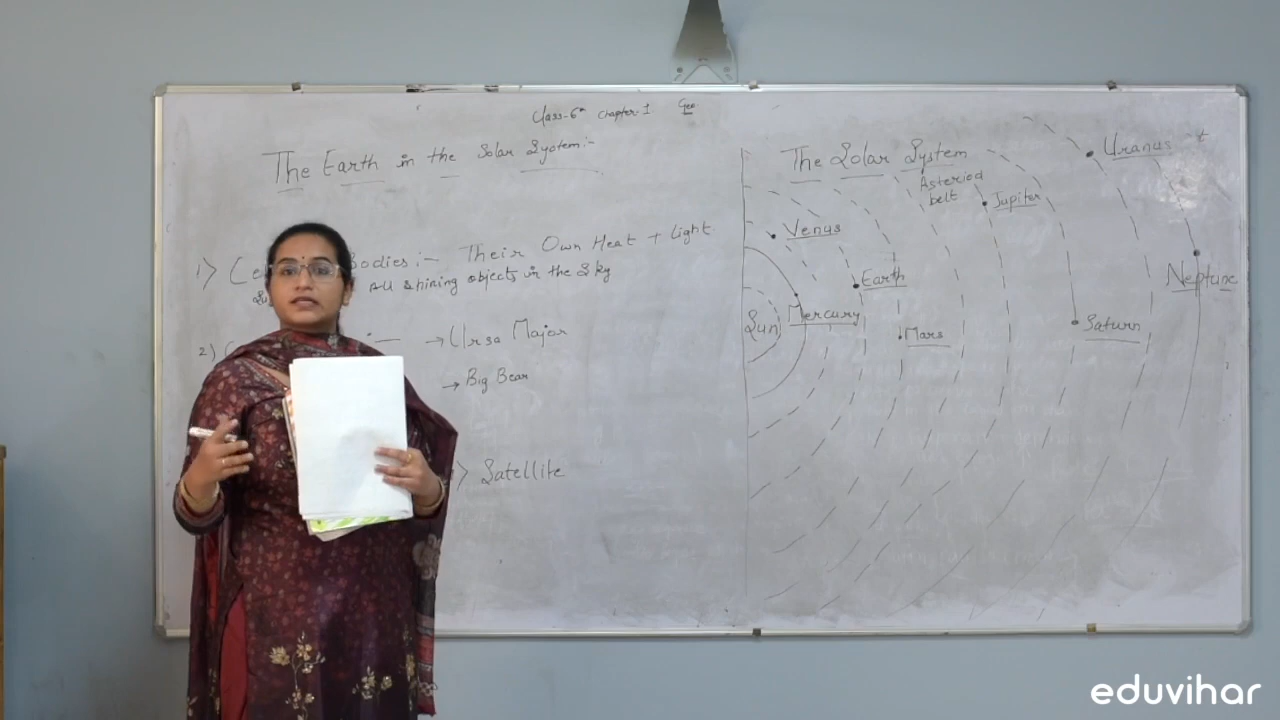 Class-6th Chapter-1 Geo.
The Earth in the Solar System:-
1) Bodies:- Their Own Heat + Light
All shining objects in the sky
2) → Ursa Major
→ Big Bear
> Satellite
The Solar System
Uranus
Asteriod
belt
Jupiter
Venus
Neptune
Earth
Mercury
Sun
Mars
Saturn
eduvihar